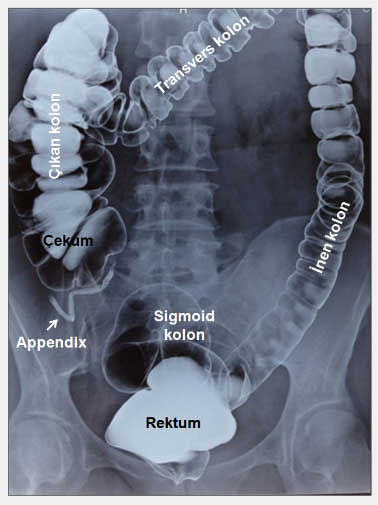 Transvers kolon
Çıkan kolon
İnen kolon
Çekum
Appendix
Sigmoid
kolon
Rektum